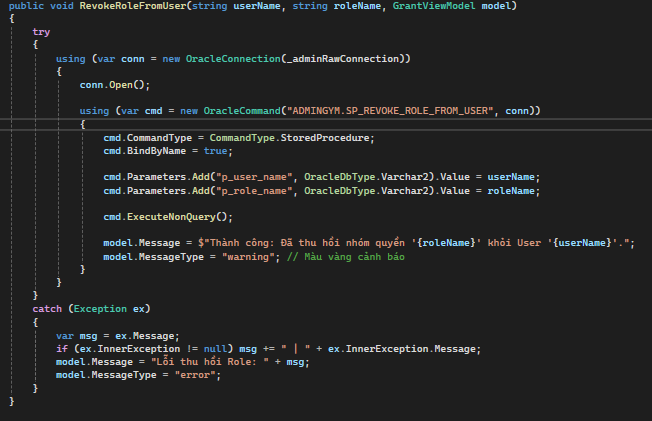 public void RevokeRoleFromUser(string userName, string roleName, GrantViewModel model)
{
    try
    {
        using (var conn = new OracleConnection(_adminRawConnection))
        {
            conn.Open();

            using (var cmd = new OracleCommand("ADMINGYM.SP_REVOKE_ROLE_FROM_USER", conn))
            {
                cmd.CommandType = CommandType.StoredProcedure;
                cmd.BindByName = true;

                cmd.Parameters.Add("p_user_name", OracleDbType.Varchar2).Value = userName;
                cmd.Parameters.Add("p_role_name", OracleDbType.Varchar2).Value = roleName;

                cmd.ExecuteNonQuery();

                model.Message = $"Thành công: Đã thu hồi nhóm quyền '{roleName}' khỏi User '{userName}'.";
                model.MessageType = "warning"; // Màu vàng cảnh báo
            }
        }
    }
    catch (Exception ex)
    {
        var msg = ex.Message;
        if (ex.InnerException != null) msg += " | " + ex.InnerException.Message;
        model.Message = "Lỗi thu hồi Role: " + msg;
        model.MessageType = "error";
    }
}